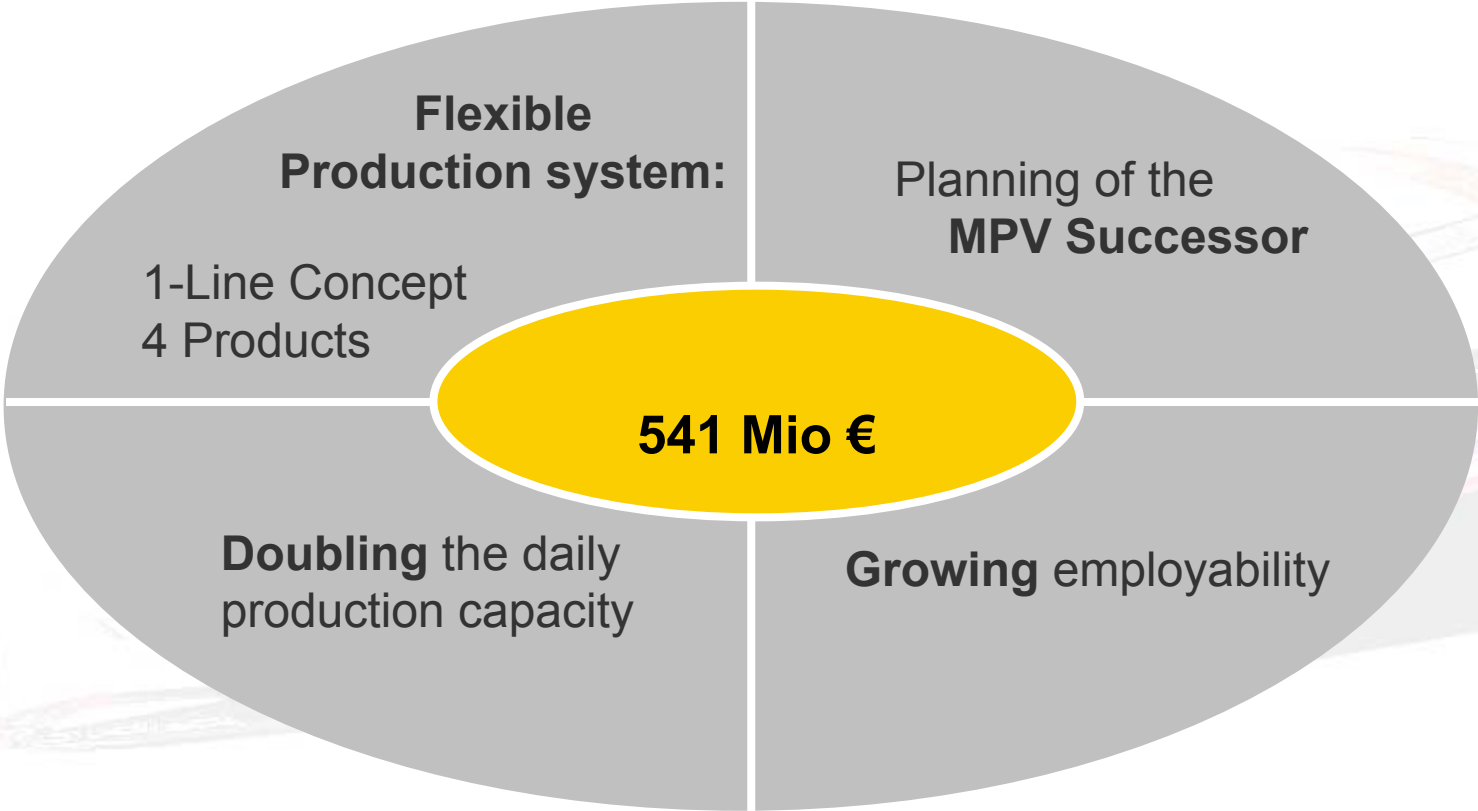 Flexible
Production system:
1-Line Concept
4 Products
Planning of the
MPV Successor
541 Mio €
Doubling the daily
production capacity
Growing employability